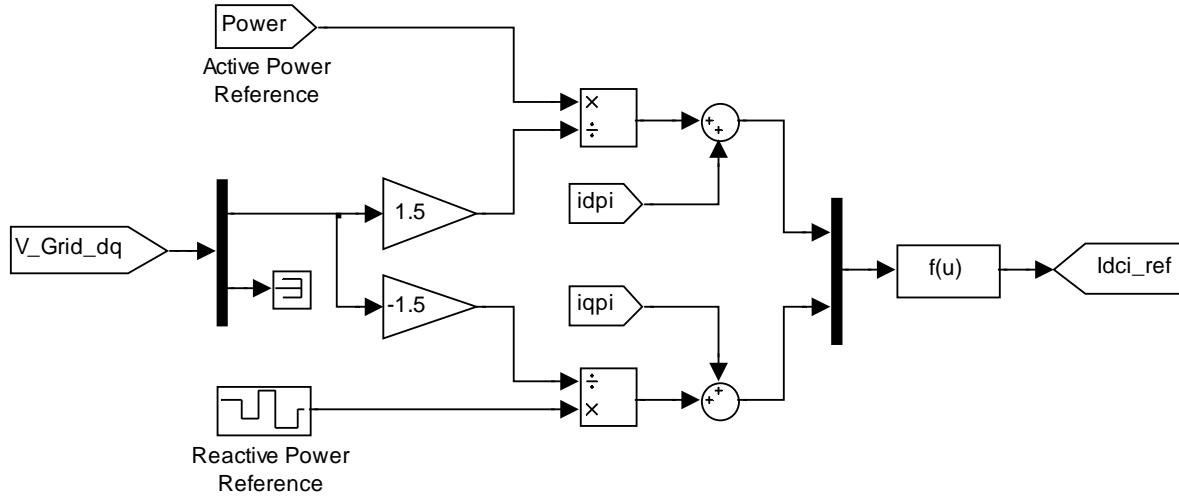 Power
Active Power
Reference
×
÷
+
+
idpi
1.5
V_Grid_dq
f(u)
Idci_ref
-1.5
iqpi
÷
×
+
+
Reactive Power
Reference